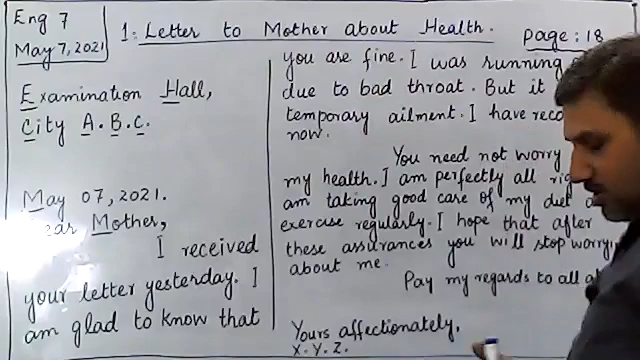 Eng 7
May 7, 2021
1: Letter to Mother about Health.
page: 18
Examination Hall,
City A.B.C.
May 07, 2021.
Mother,
I received
your letter yesterday. I
am glad to know that
you are fine. I was running
due to bad throat. But it
temporary ailment. I have
now.
You need not worry
my health. I am perfectly all
am taking good care of my diet
exercise regularly. I hope that after
these assurances you will stop
about me.
Pay my regards to all
Yours affectionately,
X.Y.Z.